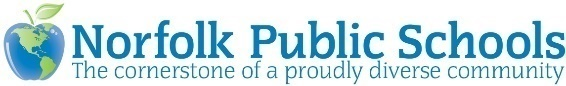 Norfolk Public Schools
The cornerstone of a proudly diverse community